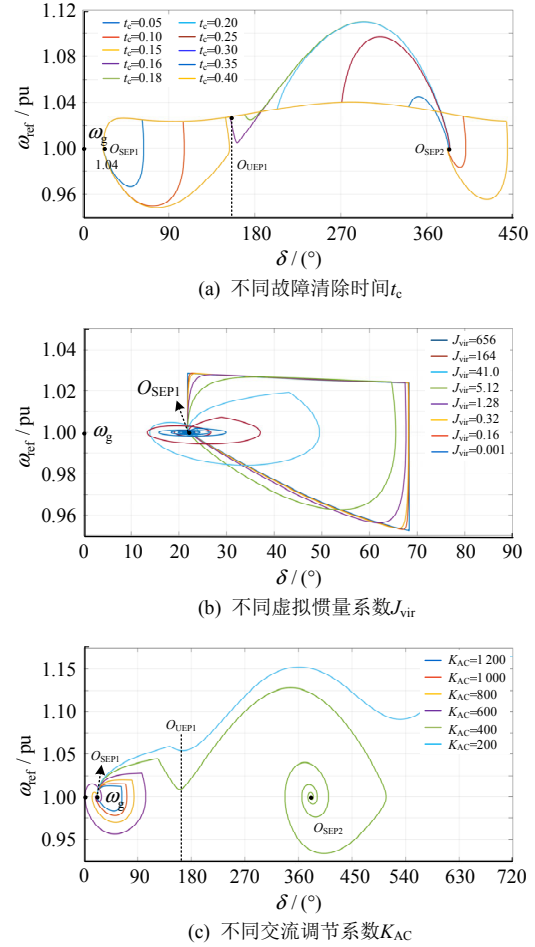 1.12
1.08
1.04
1.00
0.96
ω_ref / pu
t_c=0.05
t_c=0.10
t_c=0.15
t_c=0.16
t_c=0.18
t_c=0.20
t_c=0.25
t_c=0.30
t_c=0.35
t_c=0.40
ω_g
O_SEP1
1.04
O_UEP1
O_SEP2
0 90 180 270 360 450
δ / (°)
(a) 不同故障清除时间t_c
1.04
1.02
1.00
0.98
0.96
ω_ref / pu
J_vir=656
J_vir=164
J_vir=41.0
J_vir=5.12
J_vir=1.28
J_vir=0.32
J_vir=0.16
J_vir=0.001
O_SEP1
ω_g
0 10 20 30 40 50 60 70 80 90
δ / (°)
(b) 不同虚拟惯量系数J_vir
1.15
1.10
1.05
1.00
0.95
ω_ref / pu
K_AC=1 200
K_AC=1 000
K_AC=800
K_AC=600
K_AC=400
K_AC=200
O_SEP1
O_UEP1
ω_g
O_SEP2
0 90 180 270 360 450 540 630 720
δ / (°)
(c) 不同交流调节系数K_AC